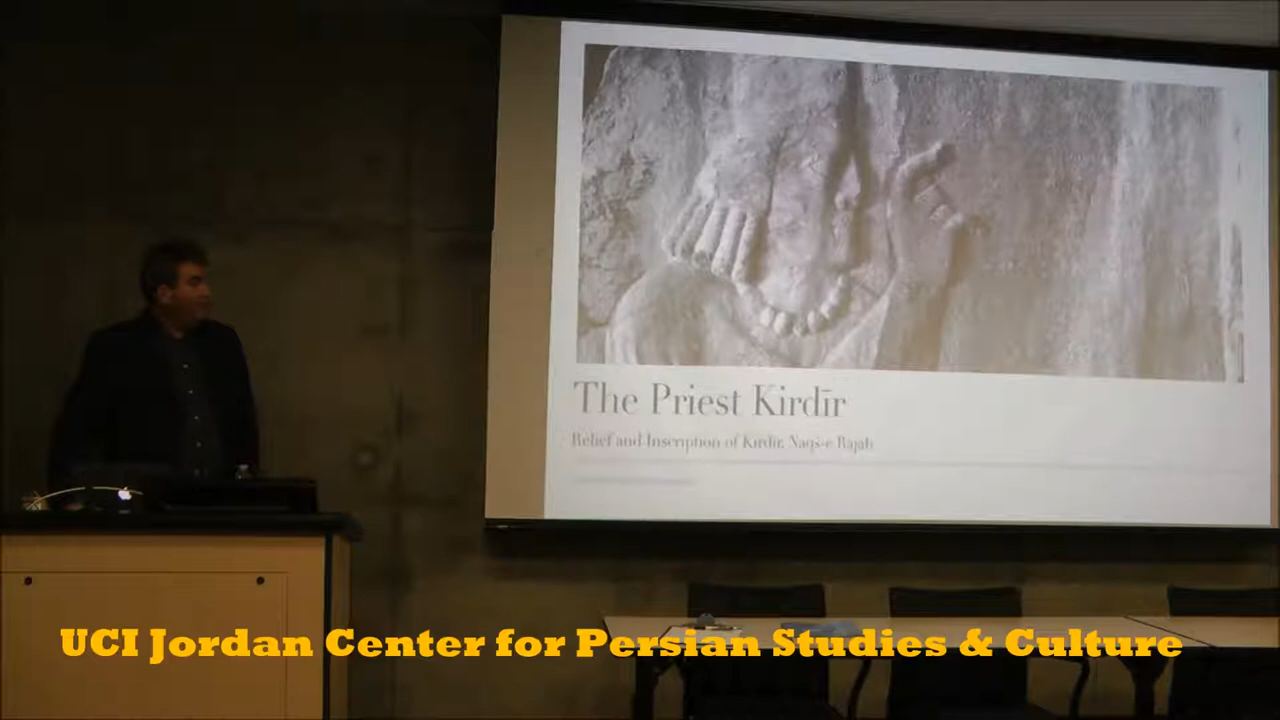 The Priest Kirdīr
Relief and Inscription of Kirdīr, Naqš-e Rajab
UCI Jordan Center for Persian Studies & Culture